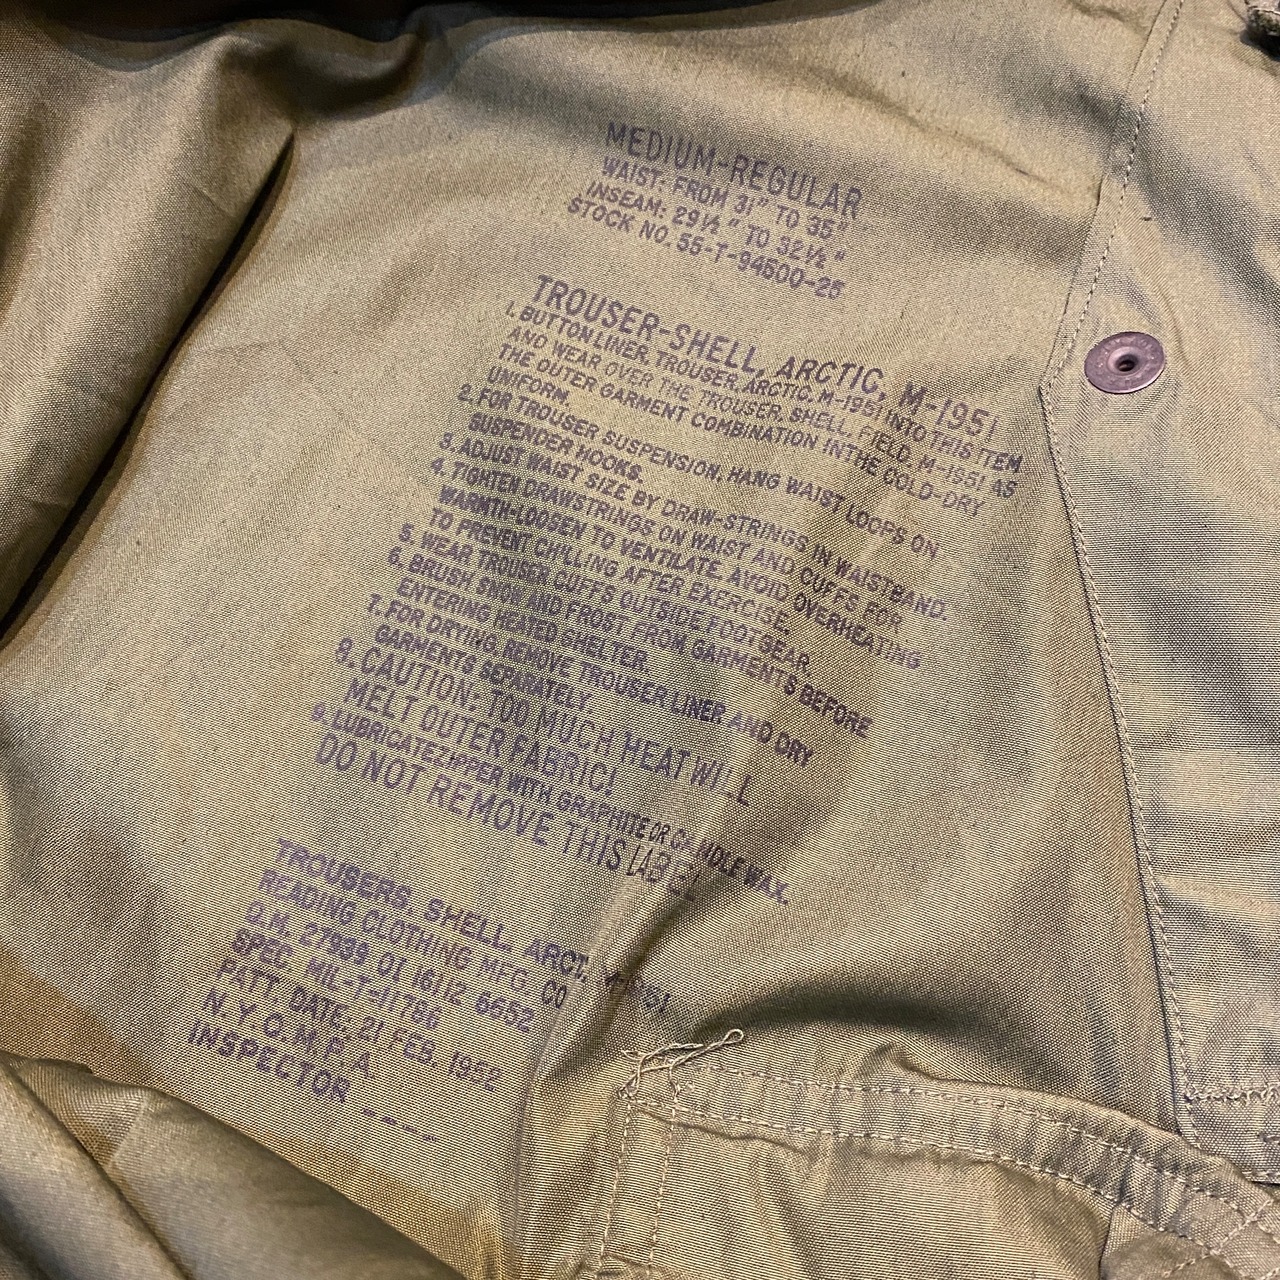 MEDIUM-REGULAR
WAIST: FROM 31" TO 35"
INSEAM: 29½" TO 32½"
STOCK NO. 55-T-94500-25
TROUSER-SHELL, ARCTIC, M-1951
1. BUTTON LINER, TROUSER, ARCTIC, M-1951 INTO THIS ITEM
AND WEAR OVER THE TROUSER, SHELL, FIELD, M-1951 AS
THE OUTER GARMENT COMBINATION IN THE COLD-DRY
UNIFORM.
2. FOR TROUSER SUSPENSION, HANG WAIST LOOPS ON
SUSPENDER HOOKS.
3. ADJUST WAIST SIZE BY DRAW-STRINGS IN WAISTBAND.
4. TIGHTEN DRAWSTRINGS ON WAIST AND CUFFS FOR
WARMTH-LOOSEN TO VENTILATE. AVOID OVERHEATING
TO PREVENT CHILLING AFTER EXERCISE.
5. WEAR TROUSER CUFFS OUTSIDE FOOTGEAR.
6. BRUSH SNOW AND FROST FROM GARMENTS BEFORE
ENTERING HEATED SHELTER.
7. FOR DRYING, REMOVE TROUSER LINER AND DRY
GARMENTS SEPARATELY.
8. CAUTION: TOO MUCH HEAT WILL
MELT OUTER FABRIC!
9. LUBRICATE ZIPPER WITH GRAPHITE OR CANDLE WAX.
DO NOT REMOVE THIS LABEL
TROUSERS, SHELL, ARCT. M-1951
READING CLOTHING MFG. CO
Q.M. 27939 01 16112 6652
SPEC. MIL-T-11786
PATT. DATE. 21 FEB. 1952
N.Y.Q.M.P.A.
INSPECTOR